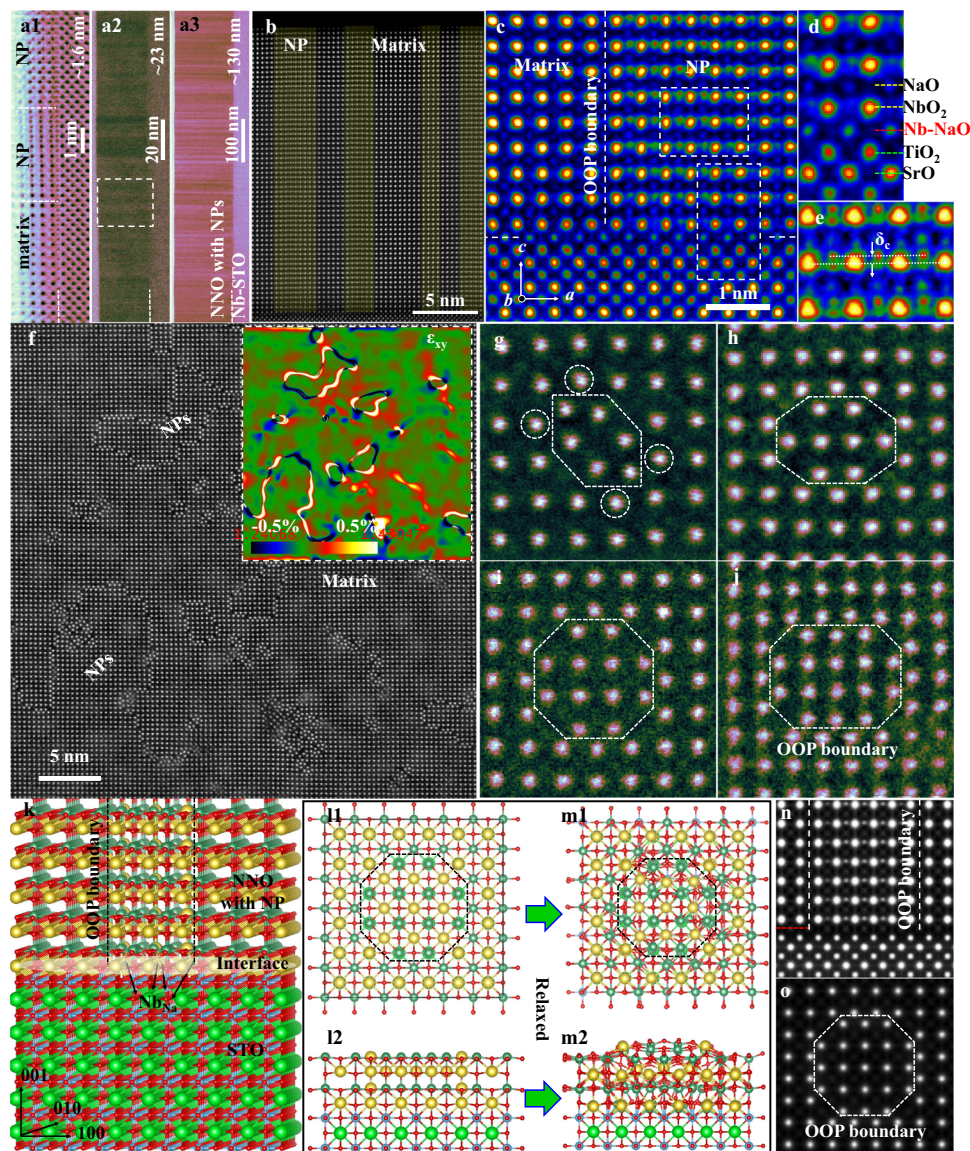 a1
NP
NP
matrix
~1.6 nm
1 nm
a2
~23 nm
20 nm
a3
~130 nm
100 nm
NNO with NPs
Nb-STO
b
NP
Matrix
5 nm
c
Matrix
OOP boundary
NP
c
b
a
1 nm
d
NaO
NbO2
Nb-NaO
TiO2
SrO
e
δc
f
NPs
εxy
-0.5%
0.5%
Matrix
NPs
5 nm
g
h
i
j
OOP boundary
k
OOP boundary
NNO
with NP
Interface
NbNa
STO
001
010
100
l1
m1
Relaxed
l2
m2
n
OOP boundary
o
OOP boundary